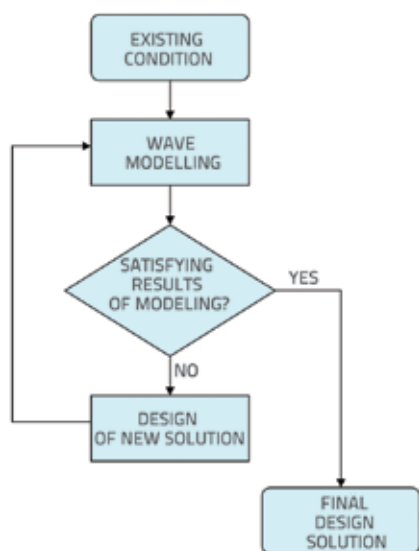 EXISTING
CONDITION
WAVE
MODELLING
SATISFYING
RESULTS
OF MODELING?
YES
NO
DESIGN
OF NEW SOLUTION
FINAL
DESIGN
SOLUTION